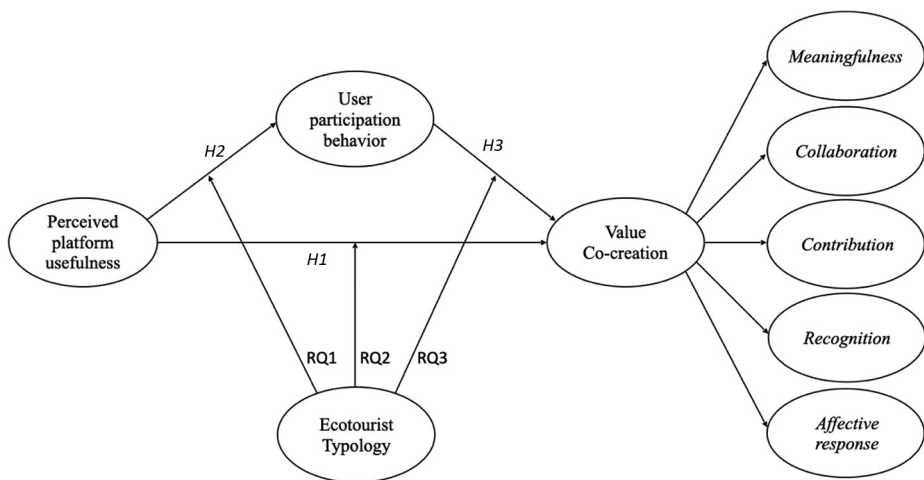 Meaningfulness
User
participation
behavior
H2
H3
Collaboration
Perceived
platform
usefulness
H1
Value
Co-creation
Contribution
RQ1
RQ2
RQ3
Recognition
Ecotourist
Typology
Affective
response